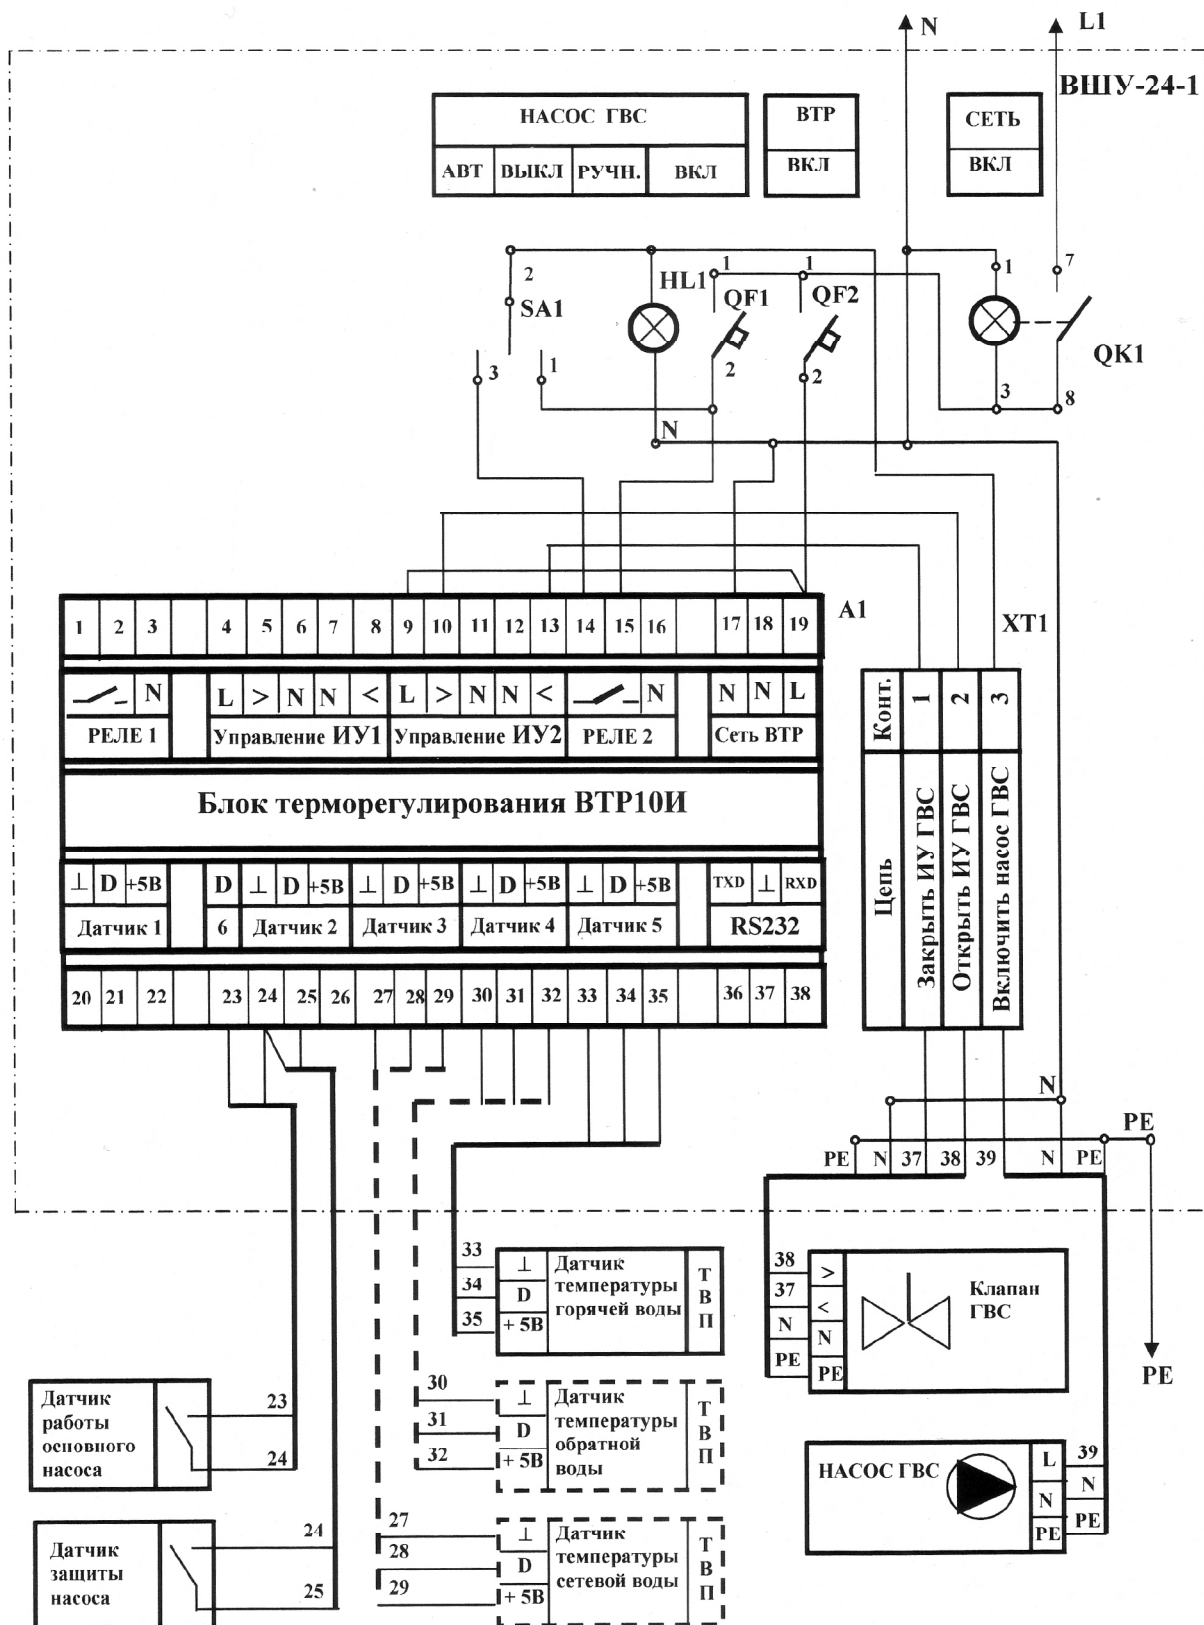 N
L1
ВШУ-24-1
НАСОС ГВС
АВТ ВЫКЛ РУЧН. ВКЛ
ВТР
ВКЛ
СЕТЬ
ВКЛ
2
SA1
3
1
HL1
1
QF1
2
1
QF2
2
1
3
7
QK1
8
N
A1
XT1
1 2 3 4 5 6 7 8 9 10 11 12 13 14 15 16 17 18 19
N L > N N < L > N N < N N N L
РЕЛЕ 1 Управление ИУ1 Управление ИУ2 РЕЛЕ 2 Сеть ВТР
Блок терморегулирования ВТР10И
⊥ D +5В D ⊥ D +5В ⊥ D +5В ⊥ D +5В ⊥ D +5В TXD ⊥ RXD
Датчик 1 6 Датчик 2 Датчик 3 Датчик 4 Датчик 5 RS232
20 21 22 23 24 25 26 27 28 29 30 31 32 33 34 35 36 37 38
Конт. 1 2 3
Цепь
Закрыть ИУ ГВС
Открыть ИУ ГВС
Включить насос ГВС
N
PE
PE N 37 38 39 N PE
33
34
35
⊥
D
+ 5В
Датчик
температуры
горячей воды
Т
В
П
30
31
32
⊥
D
+ 5В
Датчик
температуры
обратной
воды
Т
В
П
27
28
29
⊥
D
+ 5В
Датчик
температуры
сетевой воды
Т
В
П
Датчик
работы
основного
насоса
23
24
Датчик
защиты
насоса
24
25
38
37
N
PE
>
<
N
PE
Клапан
ГВС
PE
НАСОС ГВС
L
N
PE
39
N
PE